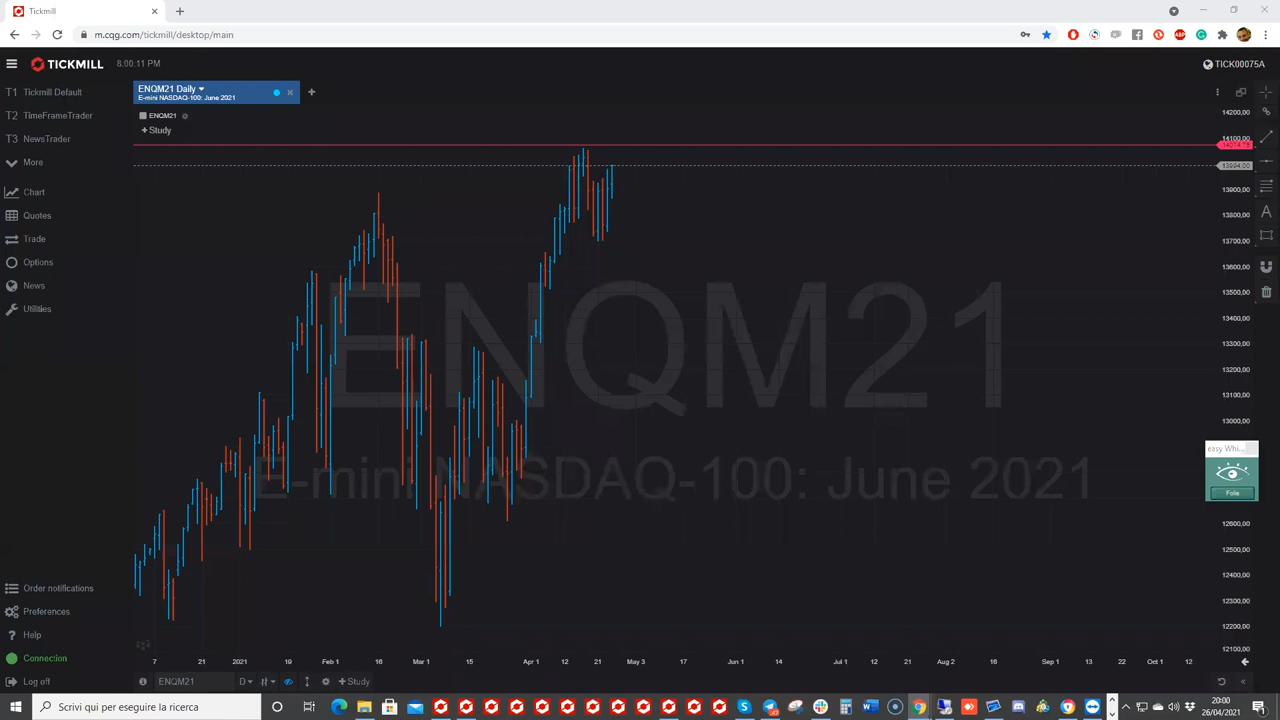 Tickmill
m.cqg.com/tickmill/desktop/main
TICKMILL
8:00:11 PM
TICK00075A
T1 Tickmill Default
T2 TimeFrameTrader
T3 NewsTrader
More
Chart
Quotes
Trade
Options
News
Utilities
Order notifications
Preferences
Help
Connection
Log off
ENQM21 Daily
E-mini NASDAQ-100: June 2021
ENQM21
+ Study
ENQM21
E-mini NASDAQ-100: June 2021
14200,00
14100,00
13994,00
13900,00
13800,00
13700,00
13600,00
13500,00
13400,00
13300,00
13200,00
13100,00
13000,00
easy Whi...
Folie
12600,00
12500,00
12400,00
12300,00
12200,00
12100,00
7 21 2021 19 Feb 1 16 Mar 1 15 Apr 1 12 21 May 3 17 Jun 1 14 Jul 1 12 21 Aug 2 16 Sep 1 13 22 Oct 1 12
ENQM21 D + Study
Scrivi qui per eseguire la ricerca
20:00
26/04/2021